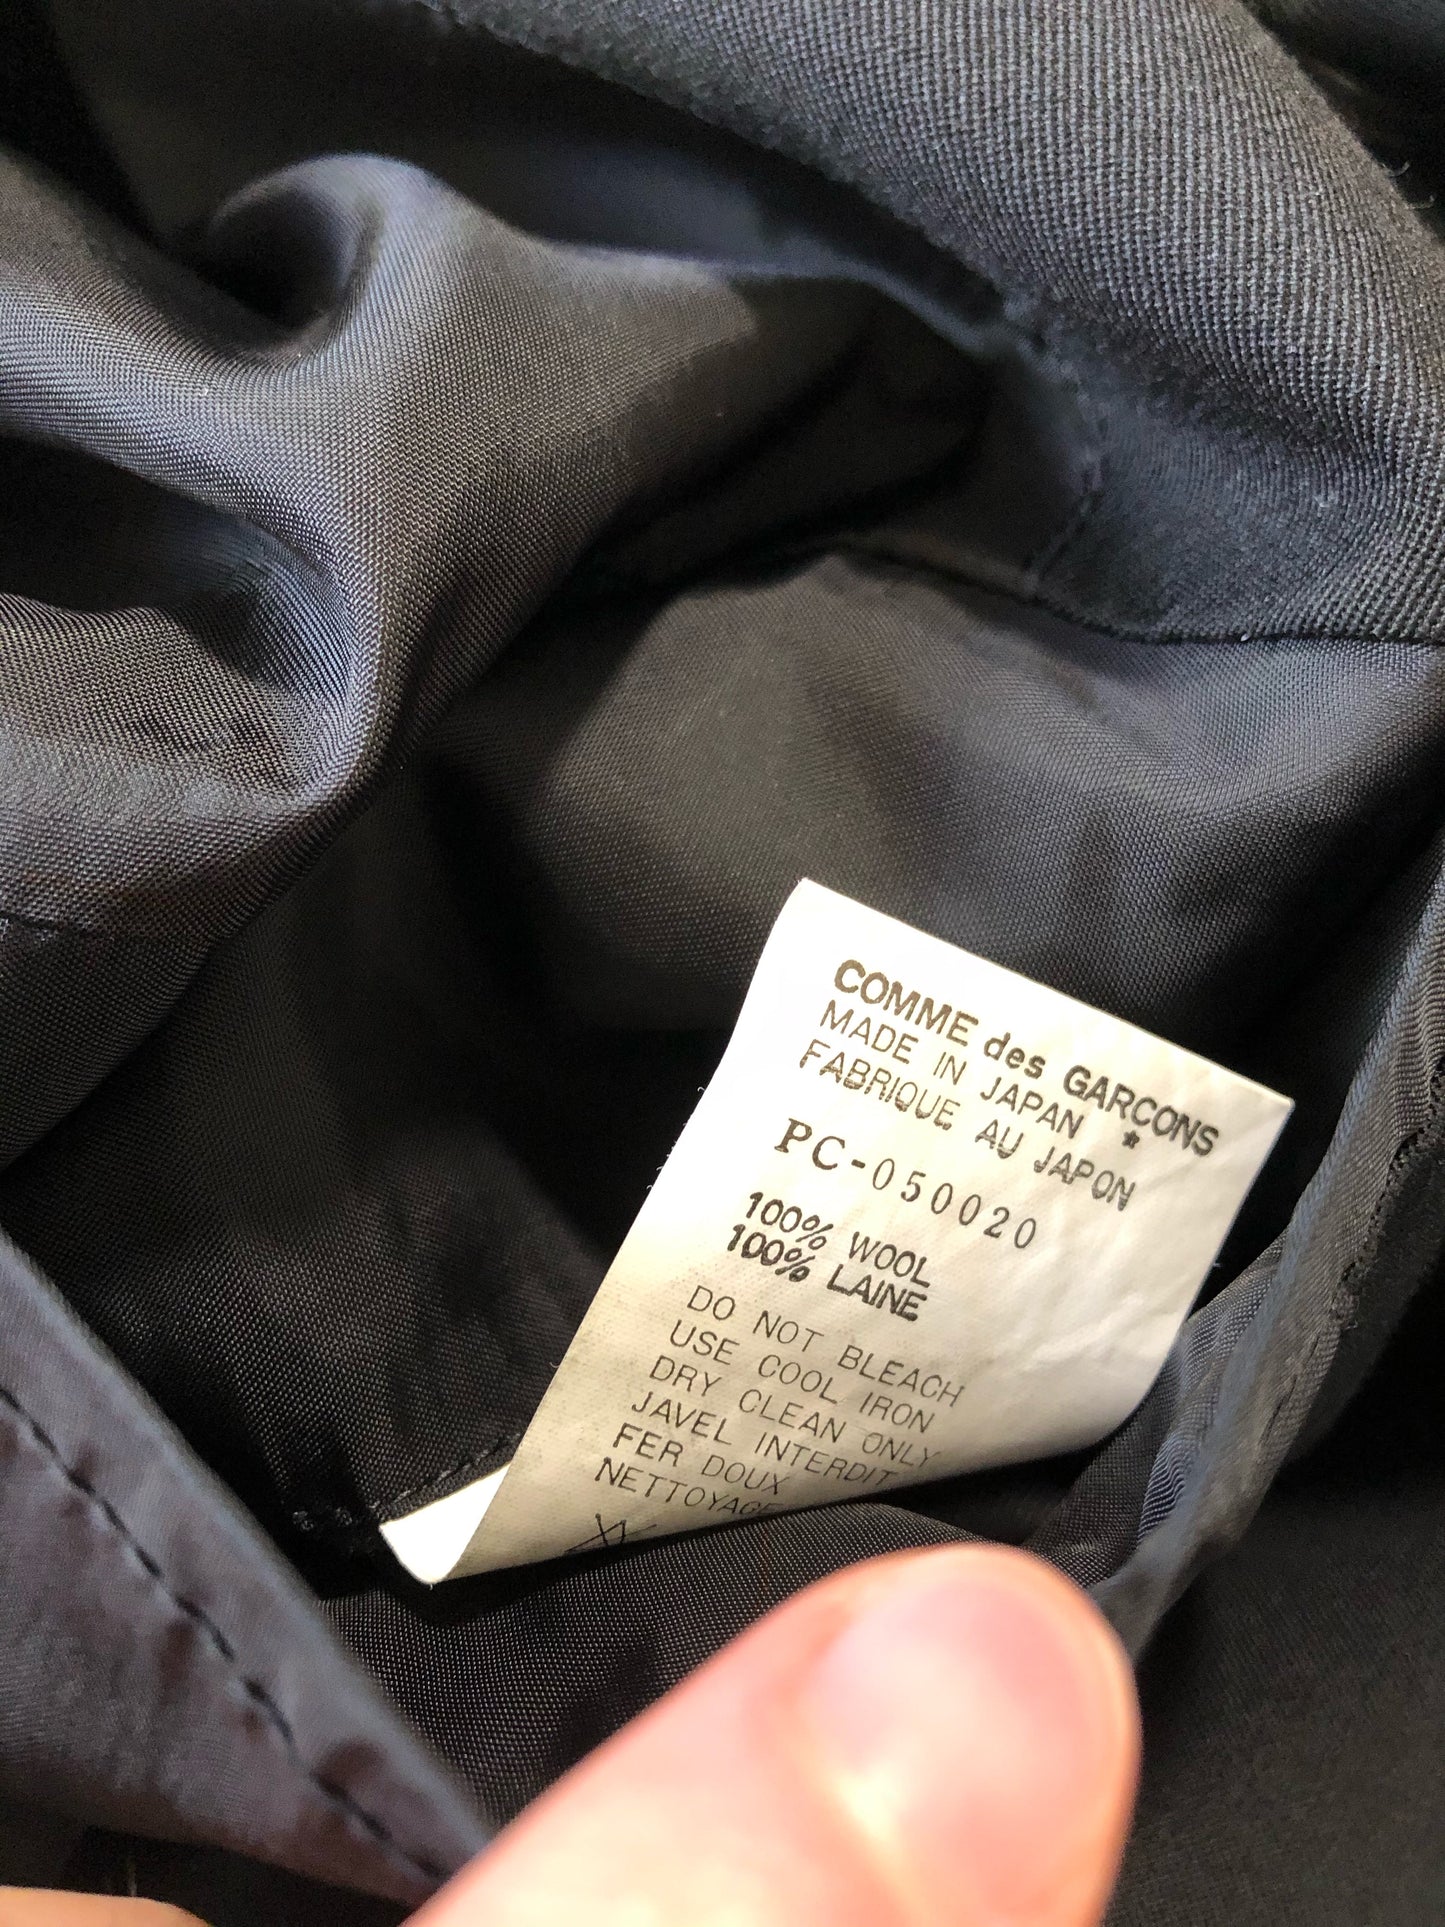 COMME des GARCONS
MADE IN JAPAN *
FABRIQUE AU JAPON
PC-050020
100% WOOL
100% LAINE
DO NOT BLEACH
USE COOL IRON
DRY CLEAN ONLY
JAVEL INTERDIT
FER DOUX
NETTOYAGE